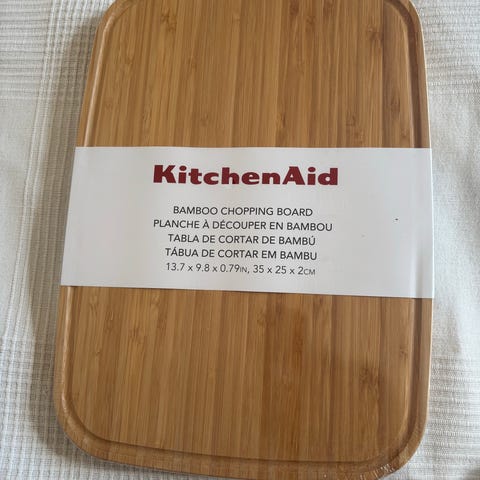 KitchenAid
BAMBOO CHOPPING BOARD
PLANCHE À DÉCOUPER EN BAMBOU
TABLA DE CORTAR DE BAMBÚ
TÁBUA DE CORTAR EM BAMBU
13.7 x 9.8 x 0.79IN, 35 x 25 x 2CM